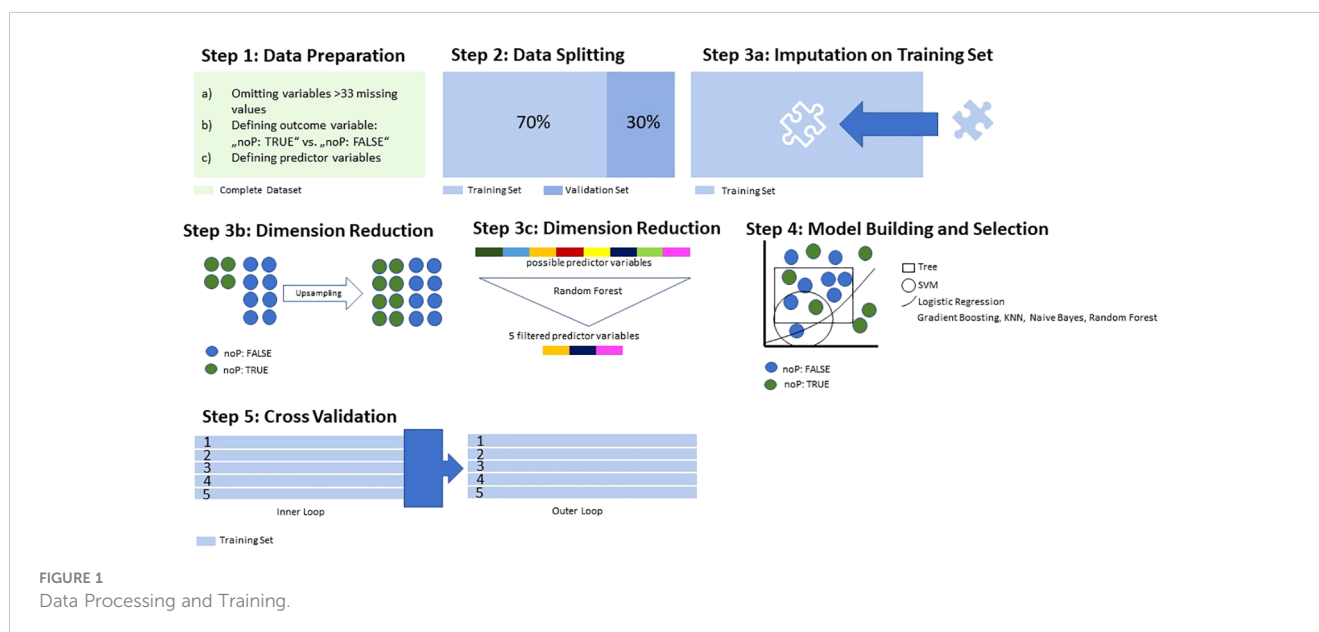 Step 1: Data Preparation
a) Omitting variables >33 missing
values
b) Defining outcome variable:
„noP: TRUE“ vs. „noP: FALSE“
c) Defining predictor variables
Complete Dataset
Step 2: Data Splitting
70%
30%
Training Set
Validation Set
Step 3a: Imputation on Training Set
Training Set
Step 3b: Dimension Reduction
Upsampling
noP: FALSE
noP: TRUE
Step 3c: Dimension Reduction
possible predictor variables
Random Forest
5 filtered predictor variables
Step 4: Model Building and Selection
Tree
SVM
Logistic Regression
Gradient Boosting, KNN, Naive Bayes, Random Forest
noP: FALSE
noP: TRUE
Step 5: Cross Validation
1
2
3
4
5
Inner Loop
1
2
3
4
5
Outer Loop
Training Set
FIGURE 1
Data Processing and Training.